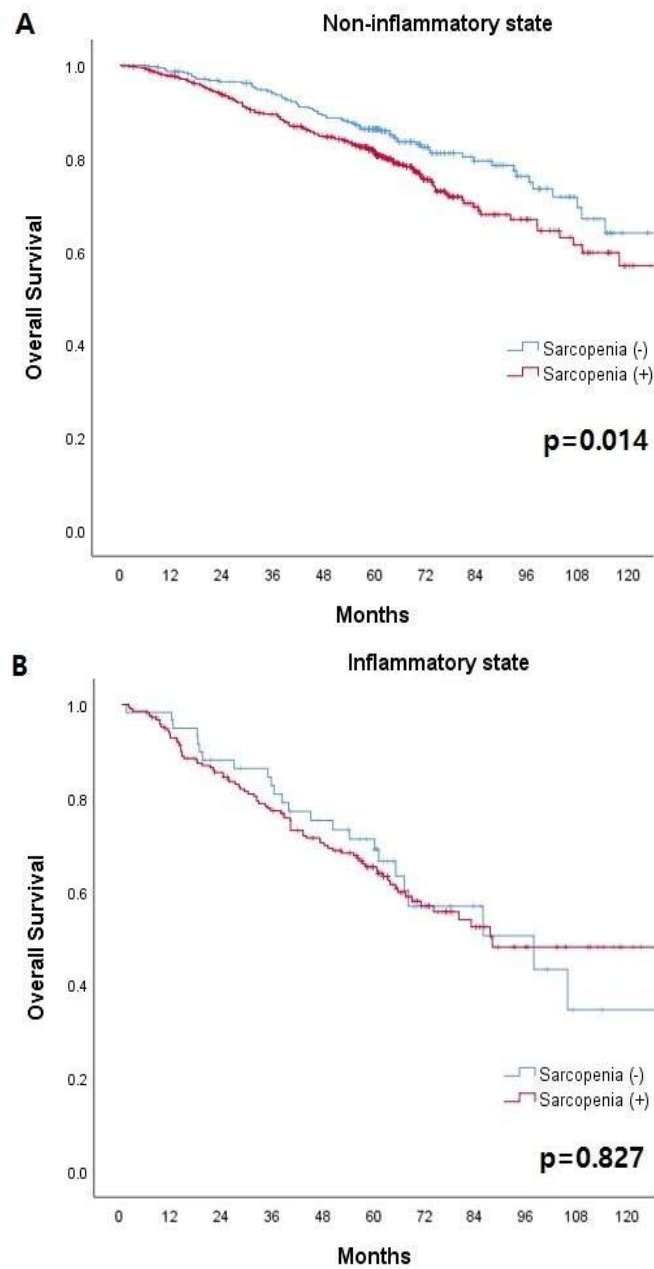 A
Non-inflammatory state
1.0
0.8
0.6
0.4
0.2
0.0
Overall Survival
Sarcopenia (-)
Sarcopenia (+)
p=0.014
0 12 24 36 48 60 72 84 96 108 120
Months
B
Inflammatory state
1.0
0.8
0.6
0.4
0.2
0.0
Overall Survival
Sarcopenia (-)
Sarcopenia (+)
p=0.827
0 12 24 36 48 60 72 84 96 108 120
Months